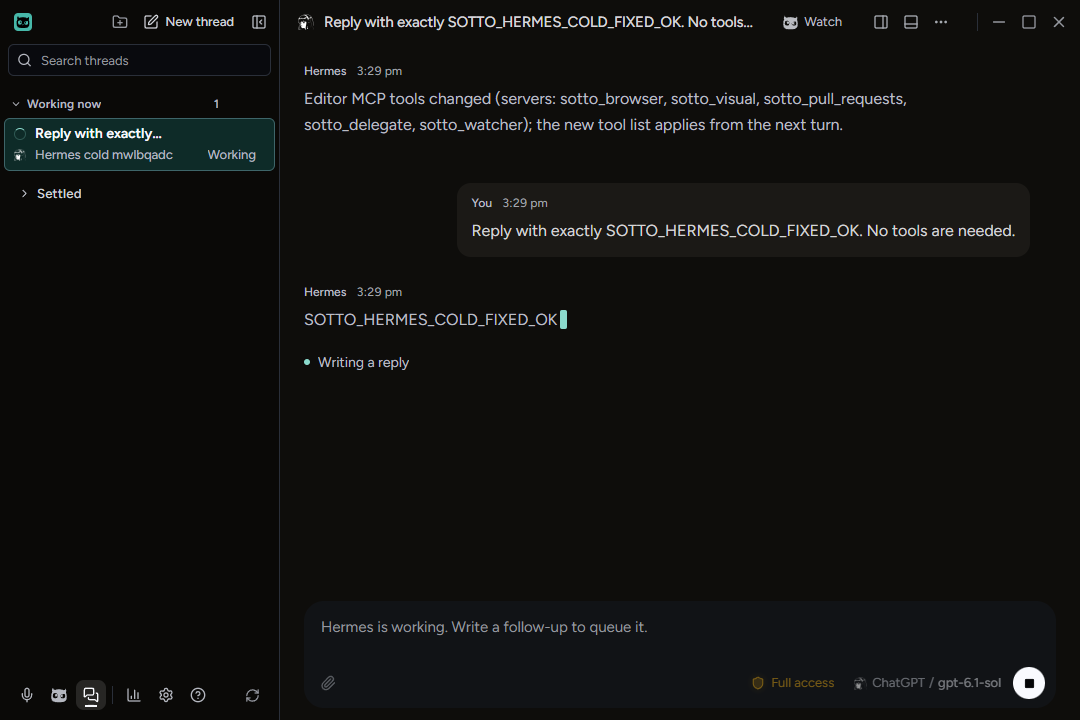 New thread
Reply with exactly SOTTO_HERMES_COLD_FIXED_OK. No tools...
Watch
Search threads
Working now 1
Reply with exactly...
Hermes cold mwlbqadc Working
Settled
Hermes 3:29 pm
Editor MCP tools changed (servers: sotto_browser, sotto_visual, sotto_pull_requests,
sotto_delegate, sotto_watcher); the new tool list applies from the next turn.
You 3:29 pm
Reply with exactly SOTTO_HERMES_COLD_FIXED_OK. No tools are needed.
Hermes 3:29 pm
SOTTO_HERMES_COLD_FIXED_OK
Writing a reply
Hermes is working. Write a follow-up to queue it.
Full access
ChatGPT / gpt-6.1-sol